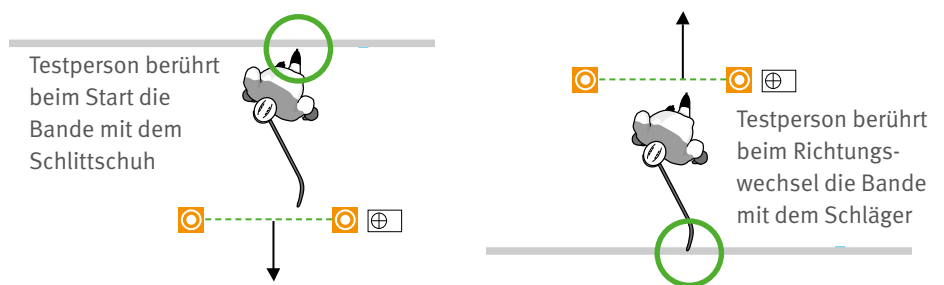 Testperson berührt
beim Start die
Bande mit dem
Schlittschuh
Testperson berührt
beim Richtungs-
wechsel die Bande
mit dem Schläger